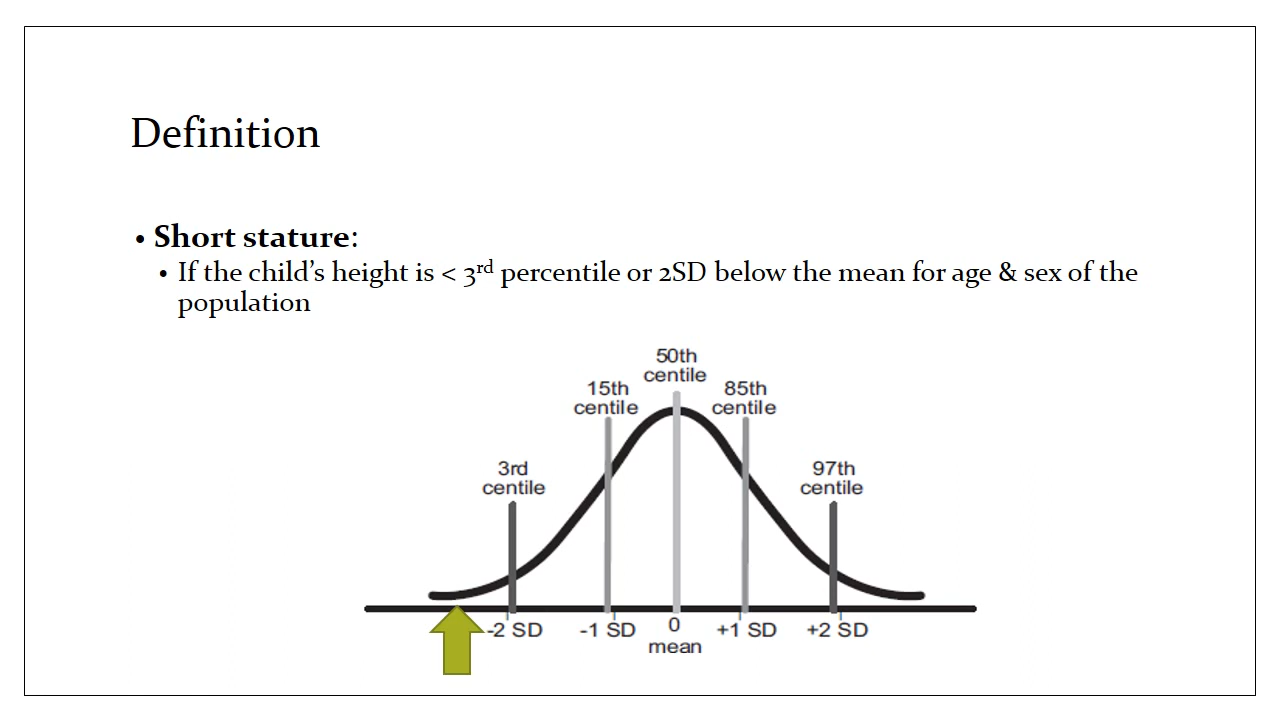 Definition
• Short stature:
• If the child's height is < 3rd percentile or 2SD below the mean for age & sex of the
population
50th
centile
15th
centile
85th
centile
3rd
centile
97th
centile
-2 SD
-1 SD
0
mean
+1 SD
+2 SD